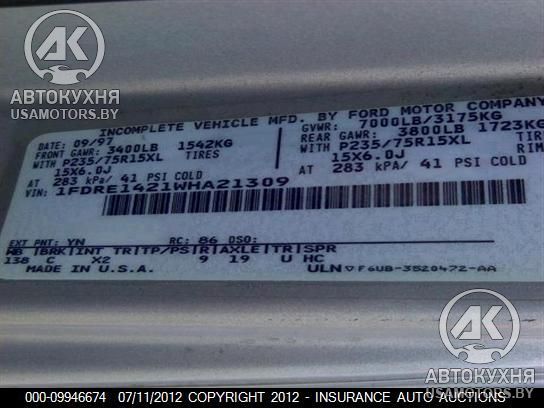 AK
АВТОКУХНЯ
USAMOTORS.BY
INCOMPLETE VEHICLE MFD. BY FORD MOTOR COMPANY
DATE: 09/97
GVWR: 7000LB/3175KG
FRONT GAWR: 3400LB 1542KG
REAR GAWR: 3800LB 1723KG
WITH P235/75R15XL TIRES
WITH P235/75R15XL TIRES
15X6.0J
15X6.0J
AT 283 kPa/ 41 PSI COLD
AT 283 kPa/ 41 PSI COLD
VIN: 1FDRE1421WHA21309
EXT PNT: YN RC: 86 DSO:
WB BRK INT TR TP/PS R AXLE TR SPR
138 C X2 9 19 U HC
MADE IN U.S.A.
ULN F6UB-3520472-AA
AK
АВТОКУХНЯ
USAMOTORS.BY
000-09946674 07/11/2012 COPYRIGHT 2012 - INSURANCE AUTO AUCTIONS